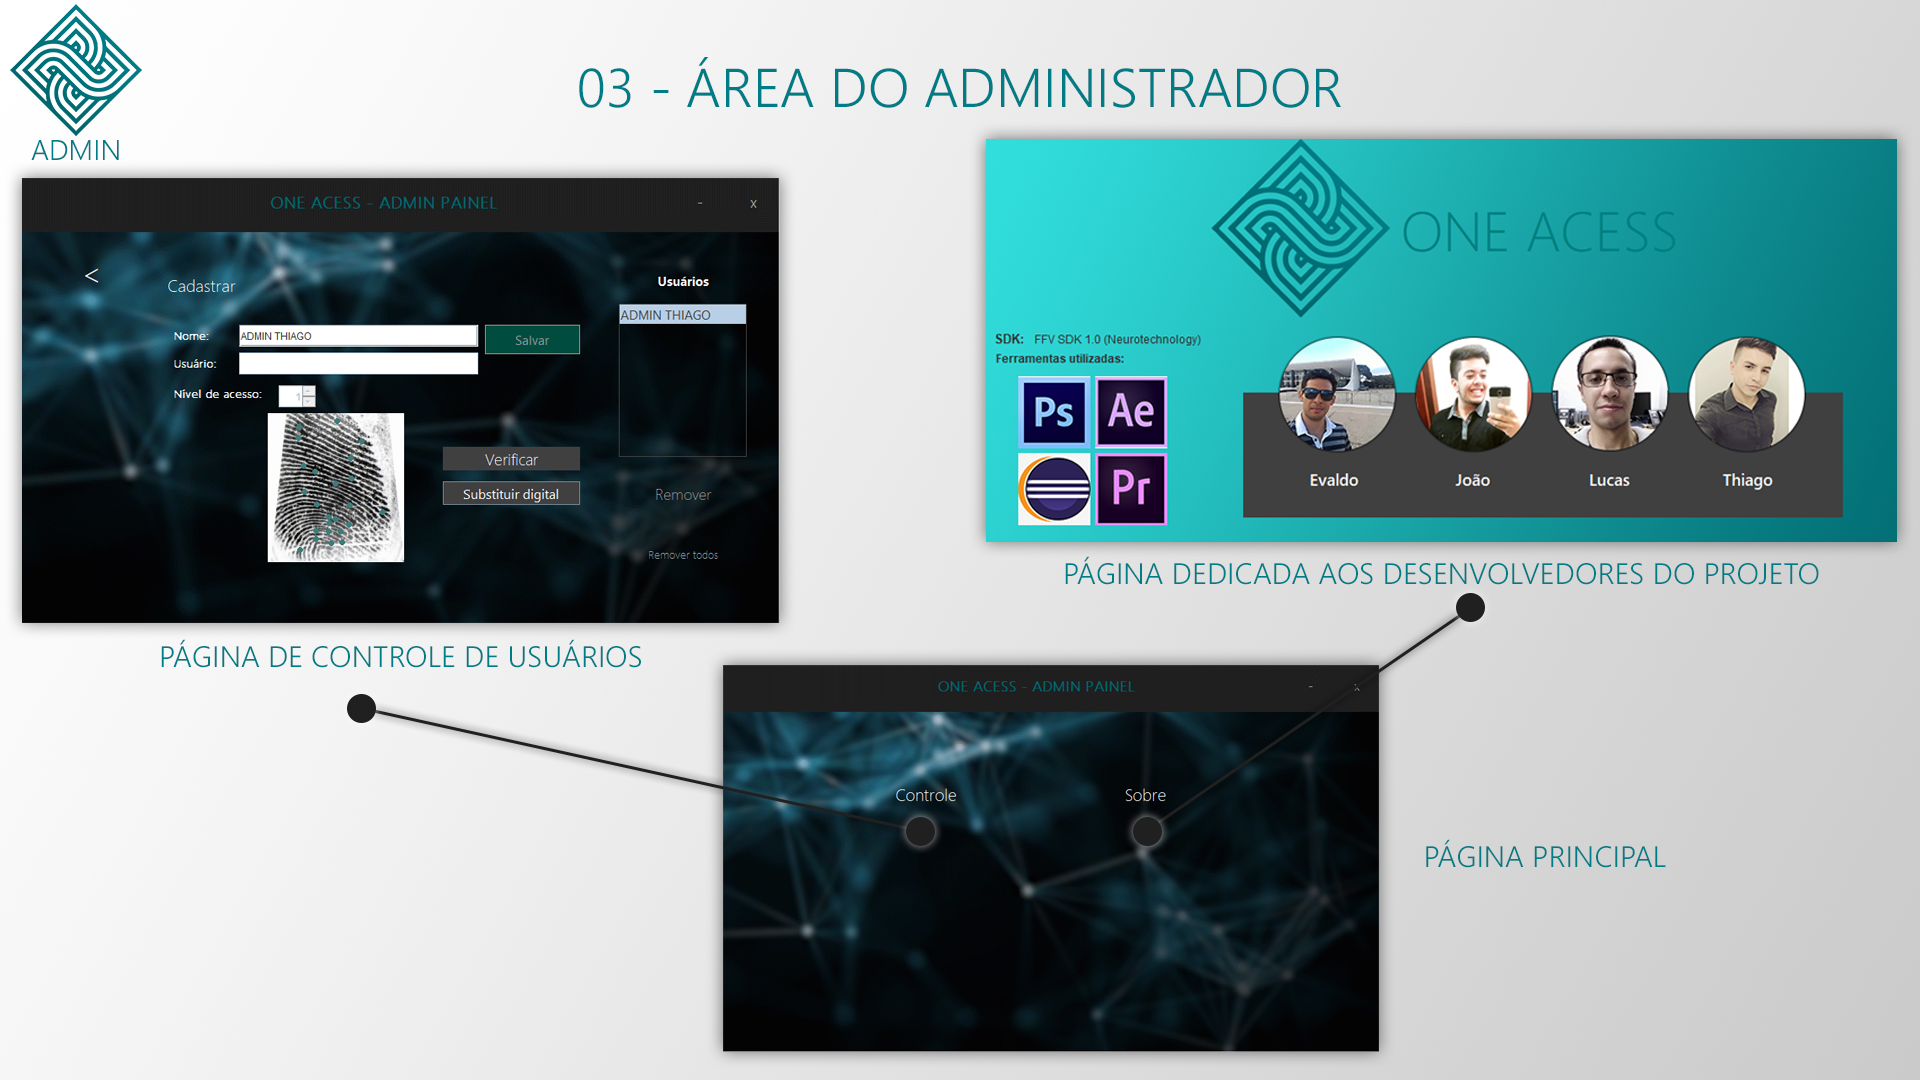 ADMIN
03 - ÁREA DO ADMINISTRADOR
ONE ACESS - ADMIN PAINEL
-
x
<
Cadastrar
Nome:
ADMIN THIAGO
Salvar
Usuário:
Nível de acesso:
1
Verificar
Substituir digital
Usuários
ADMIN THIAGO
Remover
Remover todos
PÁGINA DE CONTROLE DE USUÁRIOS
ONE ACESS
SDK: FFV SDK 1.0 (Neurotechnology)
Ferramentas utilizadas:
Ps
Ae
Pr
Evaldo
João
Lucas
Thiago
PÁGINA DEDICADA AOS DESENVOLVEDORES DO PROJETO
ONE ACESS - ADMIN PAINEL
-
x
Controle
Sobre
PÁGINA PRINCIPAL